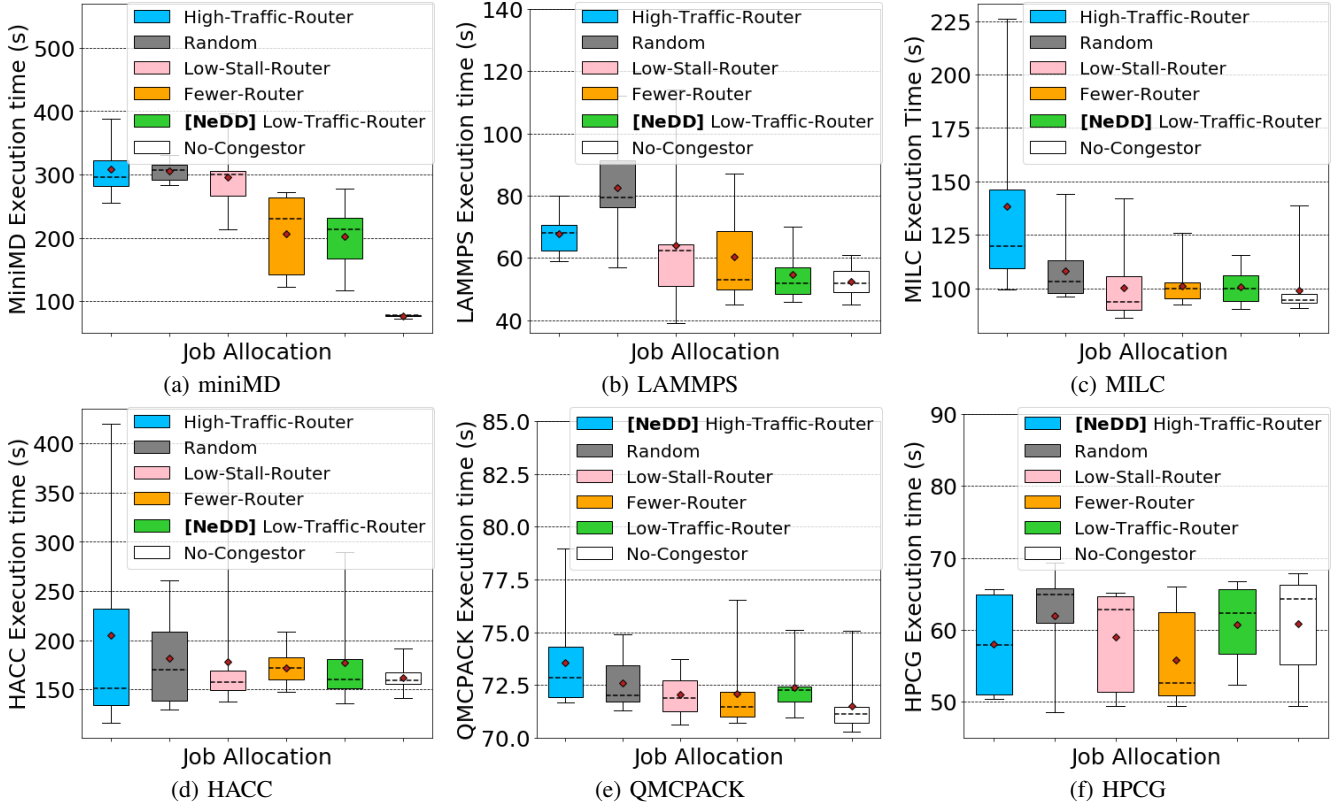 MiniMD Execution time (s)
500
400
300
200
100
High-Traffic-Router
Random
Low-Stall-Router
Fewer-Router
[NeDD] Low-Traffic-Router
No-Congestor
Job Allocation
(a) miniMD
LAMMPS Execution time (s)
140
120
100
80
60
40
High-Traffic-Router
Random
Low-Stall-Router
Fewer-Router
[NeDD] Low-Traffic-Router
No-Congestor
Job Allocation
(b) LAMMPS
MILC Execution Time (s)
225
200
175
150
125
100
High-Traffic-Router
Random
Low-Stall-Router
Fewer-Router
[NeDD] Low-Traffic-Router
No-Congestor
Job Allocation
(c) MILC
HACC Execution time (s)
400
350
300
250
200
150
High-Traffic-Router
Random
Low-Stall-Router
Fewer-Router
[NeDD] Low-Traffic-Router
No-Congestor
Job Allocation
(d) HACC
QMCPACK Execution time (s)
85.0
82.5
80.0
77.5
75.0
72.5
70.0
[NeDD] High-Traffic-Router
Random
Low-Stall-Router
Fewer-Router
Low-Traffic-Router
No-Congestor
Job Allocation
(e) QMCPACK
HPCG Execution time (s)
90
80
70
60
50
[NeDD] High-Traffic-Router
Random
Low-Stall-Router
Fewer-Router
Low-Traffic-Router
No-Congestor
Job Allocation
(f) HPCG